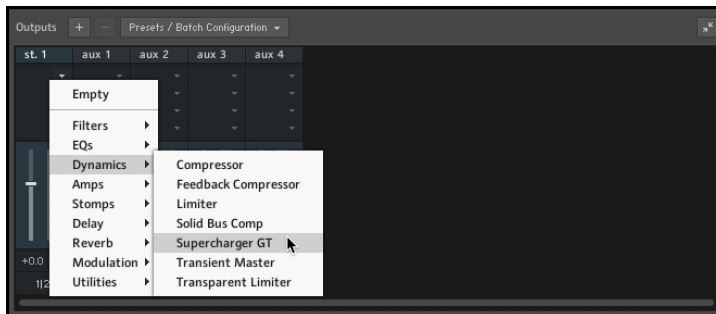 Outputs + − Presets / Batch Configuration
st. 1 aux 1 aux 2 aux 3 aux 4
Empty
Filters
EQs
Dynamics
Amps
Stomps
Delay
Reverb
Modulation
Utilities
Compressor
Feedback Compressor
Limiter
Solid Bus Comp
Supercharger GT
Transient Master
Transparent Limiter
+0.0
1|2